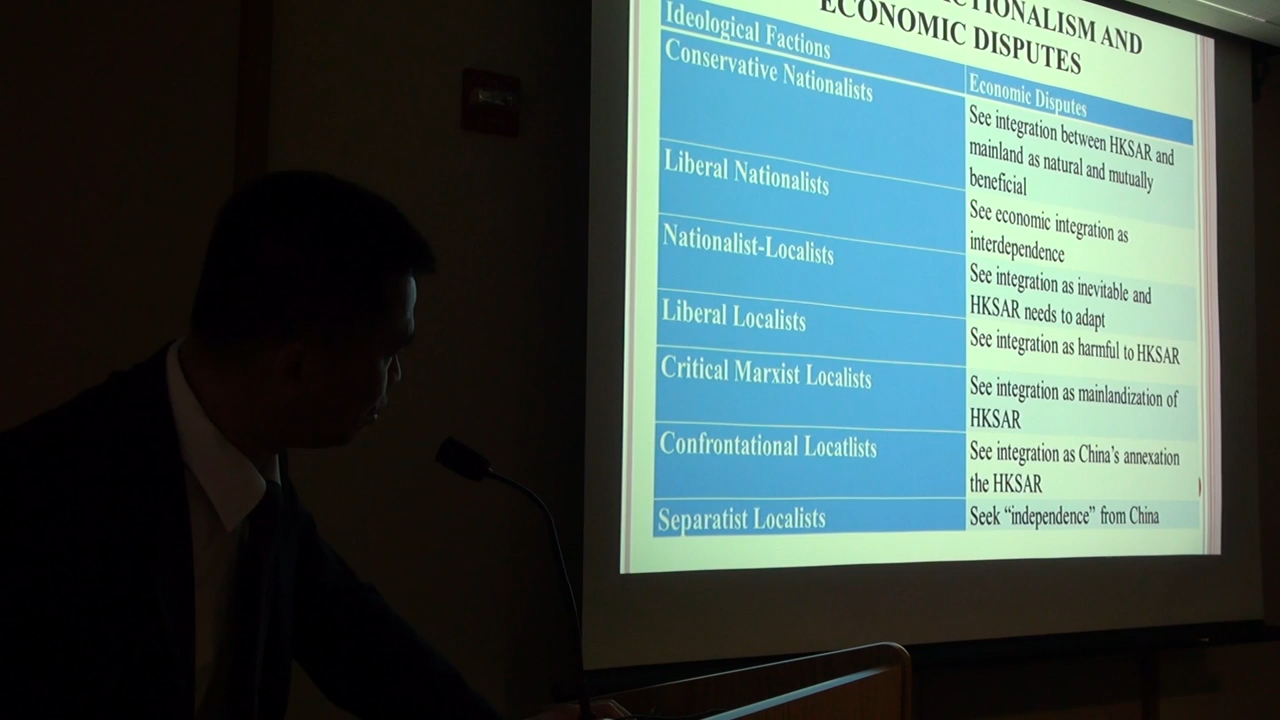 CTIONALISM AND
ECONOMIC DISPUTES
Ideological Factions
Economic Disputes
Conservative Nationalists
See integration between HKSAR and
mainland as natural and mutually
beneficial
Liberal Nationalists
See economic integration as
interdependence
Nationalist-Localists
See integration as inevitable and
HKSAR needs to adapt
Liberal Localists
See integration as harmful to HKSAR
Critical Marxist Localists
See integration as mainlandization of
HKSAR
Confrontational Locatlists
See integration as China's annexation
the HKSAR
Separatist Localists
Seek “independence” from China